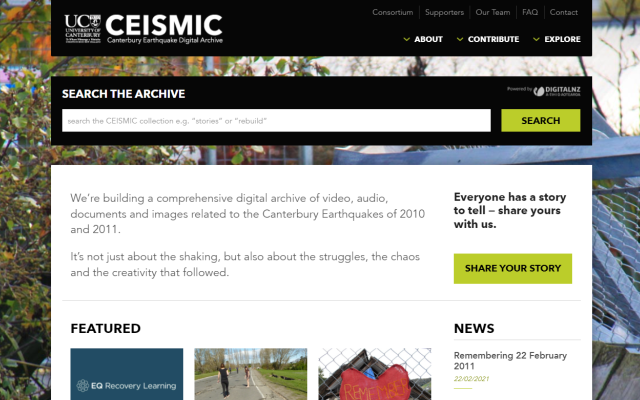 Consortium Supporters Our Team FAQ Contact
UC
UNIVERSITY OF
CANTERBURY
CEISMIC
Canterbury Earthquake Digital Archive
ABOUT CONTRIBUTE EXPLORE
SEARCH THE ARCHIVE
Powered by DIGITALNZ
search the CEISMIC collection e.g. "stories" or "rebuild"
SEARCH
We're building a comprehensive digital archive of video, audio,
documents and images related to the Canterbury Earthquakes of 2010
and 2011.
It's not just about the shaking, but also about the struggles, the chaos
and the creativity that followed.
Everyone has a story
to tell – share yours
with us.
SHARE YOUR STORY
FEATURED
EQ Recovery Learning
NEWS
Remembering 22 February
2011
22/02/2021